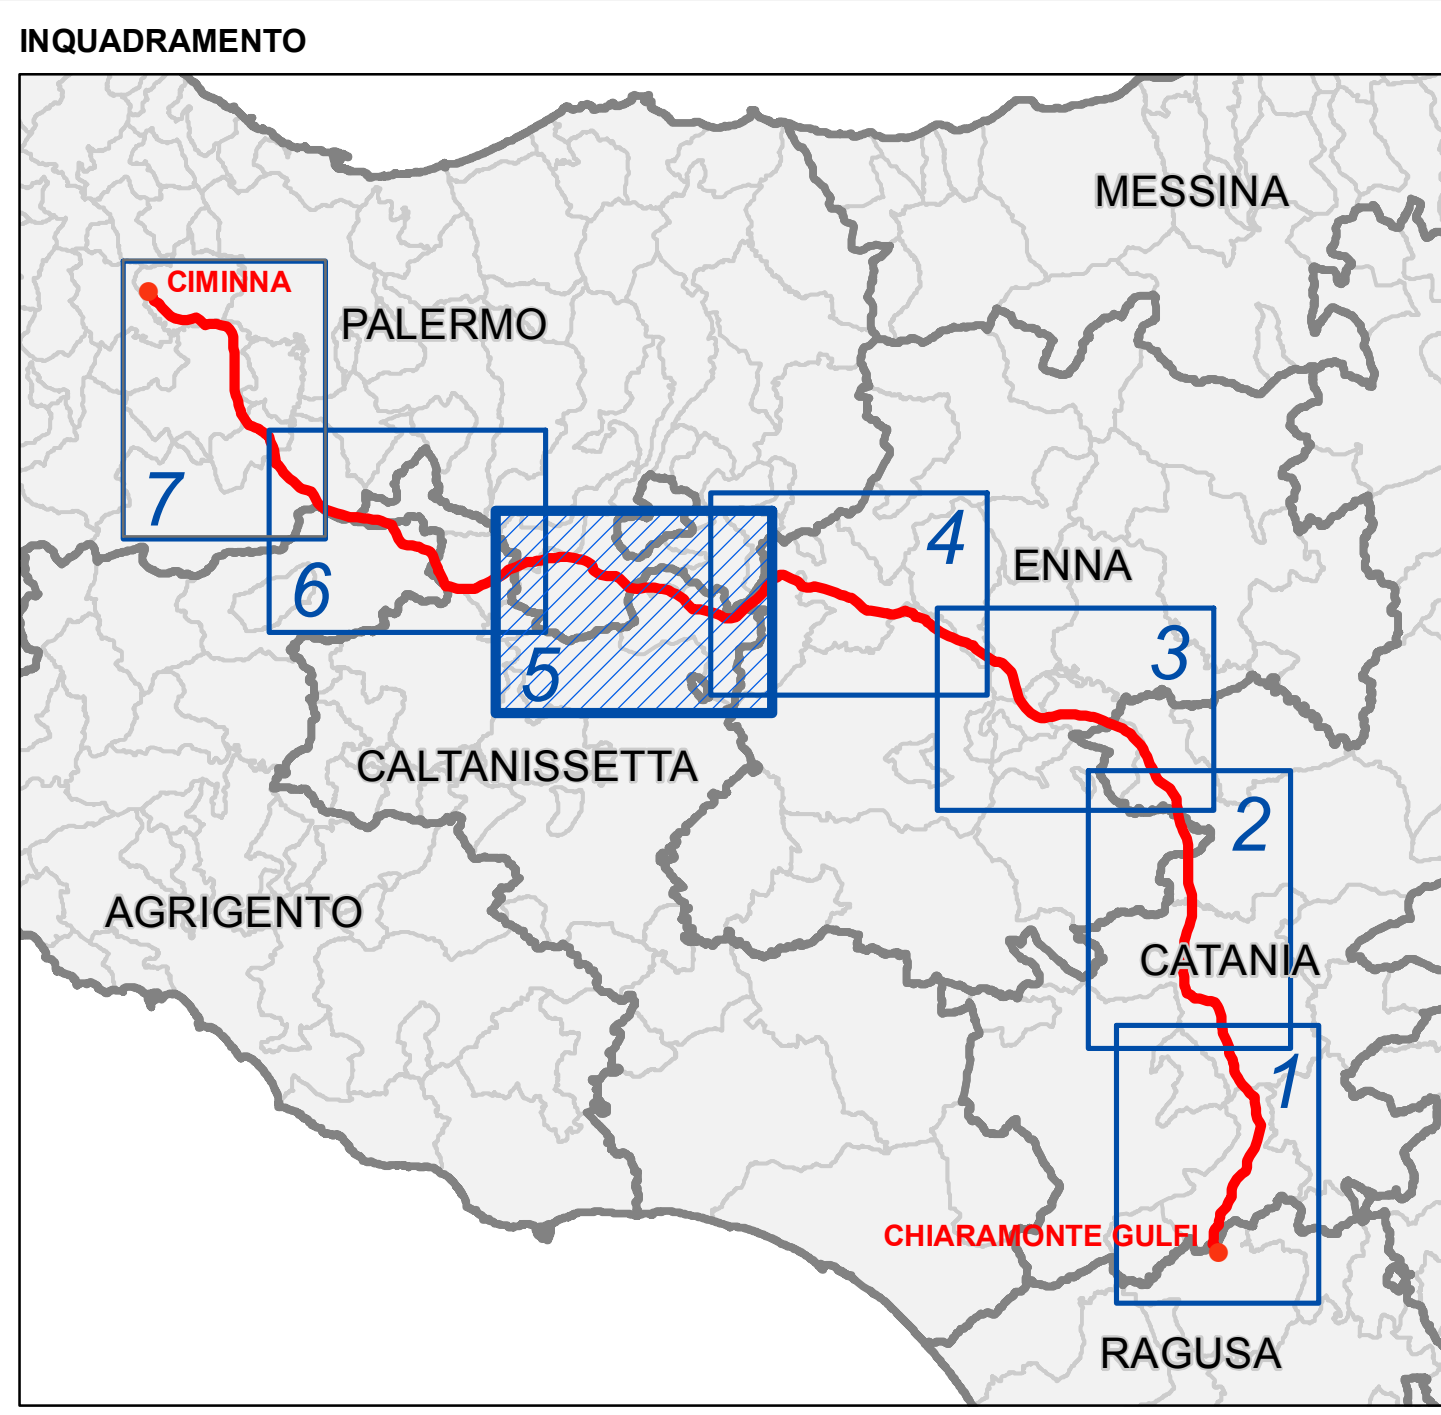 INQUADRAMENTO
MESSINA
CIMINNA
PALERMO
7
4
ENNA
6
3
5
CALTANISSETTA
2
AGRIGENTO
CATANIA
1
CHIARAMONTE GULFI
RAGUSA